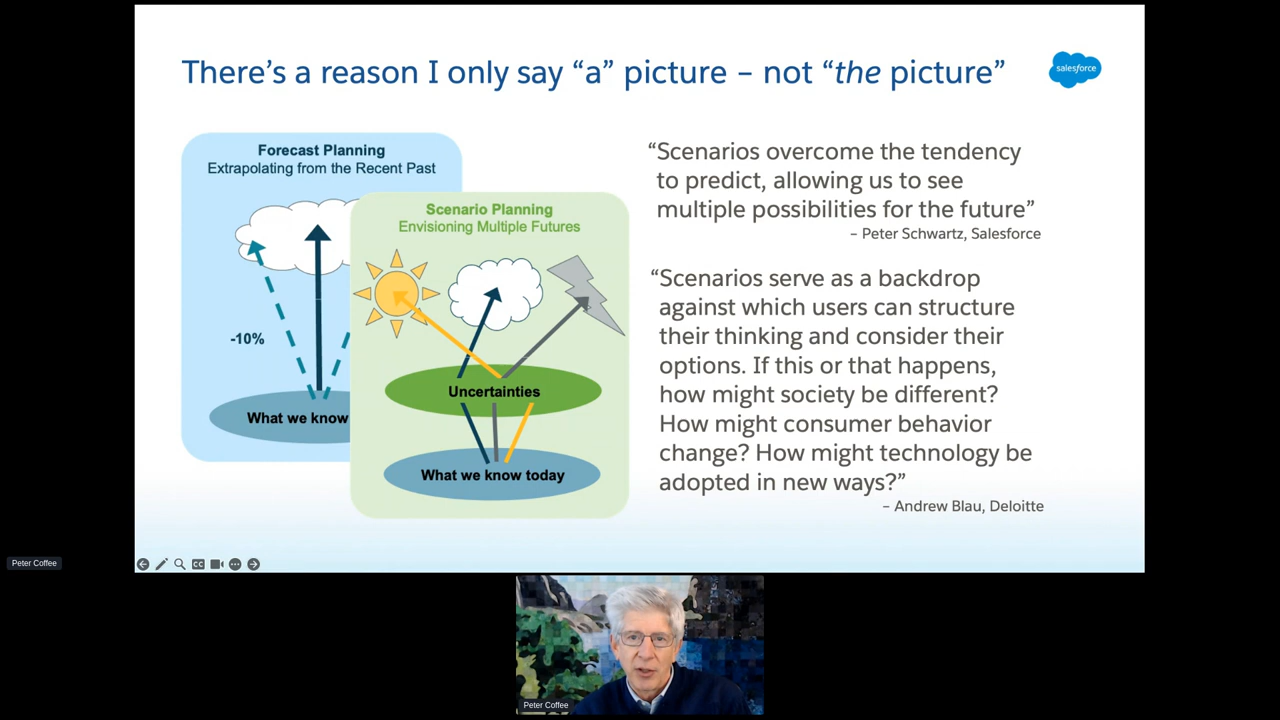 There’s a reason I only say “a” picture – not “the picture”
salesforce
Forecast Planning
Extrapolating from the Recent Past
-10%
What we know
Scenario Planning
Envisioning Multiple Futures
Uncertainties
What we know today
“Scenarios overcome the tendency
to predict, allowing us to see
multiple possibilities for the future”
– Peter Schwartz, Salesforce
“Scenarios serve as a backdrop
against which users can structure
their thinking and consider their
options. If this or that happens,
how might society be different?
How might consumer behavior
change? How might technology be
adopted in new ways?”
– Andrew Blau, Deloitte
Peter Coffee
CC
Peter Coffee